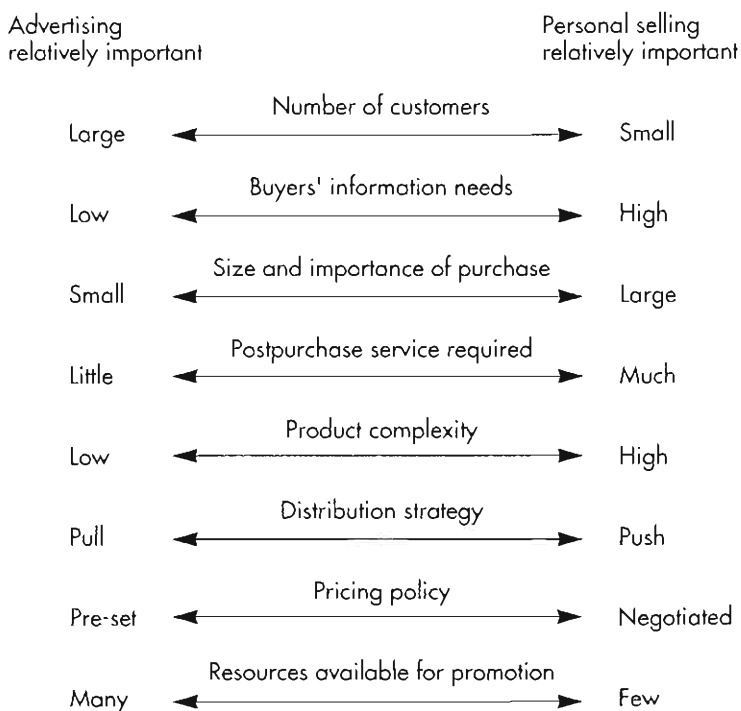 Advertising
relatively important
Personal selling
relatively important
Number of customers
Large
Small
Buyers' information needs
Low
High
Size and importance of purchase
Small
Large
Postpurchase service required
Little
Much
Product complexity
Low
High
Distribution strategy
Pull
Push
Pricing policy
Pre-set
Negotiated
Resources available for promotion
Many
Few